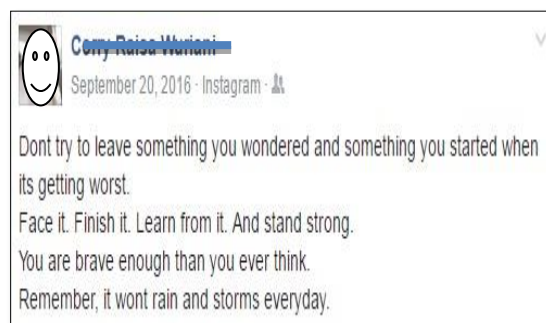 September 20, 2016 · Instagram ·
Dont try to leave something you wondered and something you started when
its getting worst.
Face it. Finish it. Learn from it. And stand strong.
You are brave enough than you ever think.
Remember, it wont rain and storms everyday.